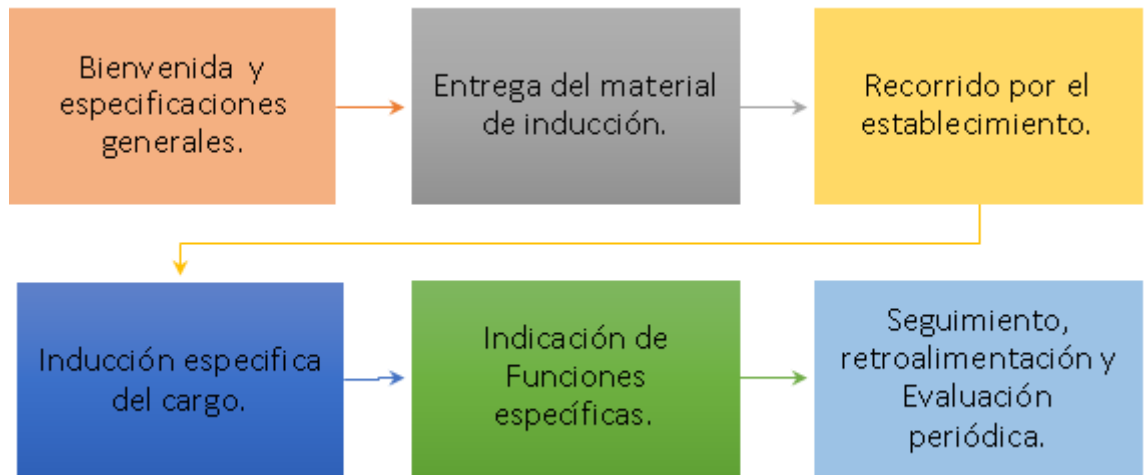 Bienvenida y
especificaciones
generales.
Entrega del material
de inducción.
Recorrido por el
establecimiento.
Inducción especifica
del cargo.
Indicación de
Funciones
específicas.
Seguimiento,
retroalimentación y
Evaluación
periódica.